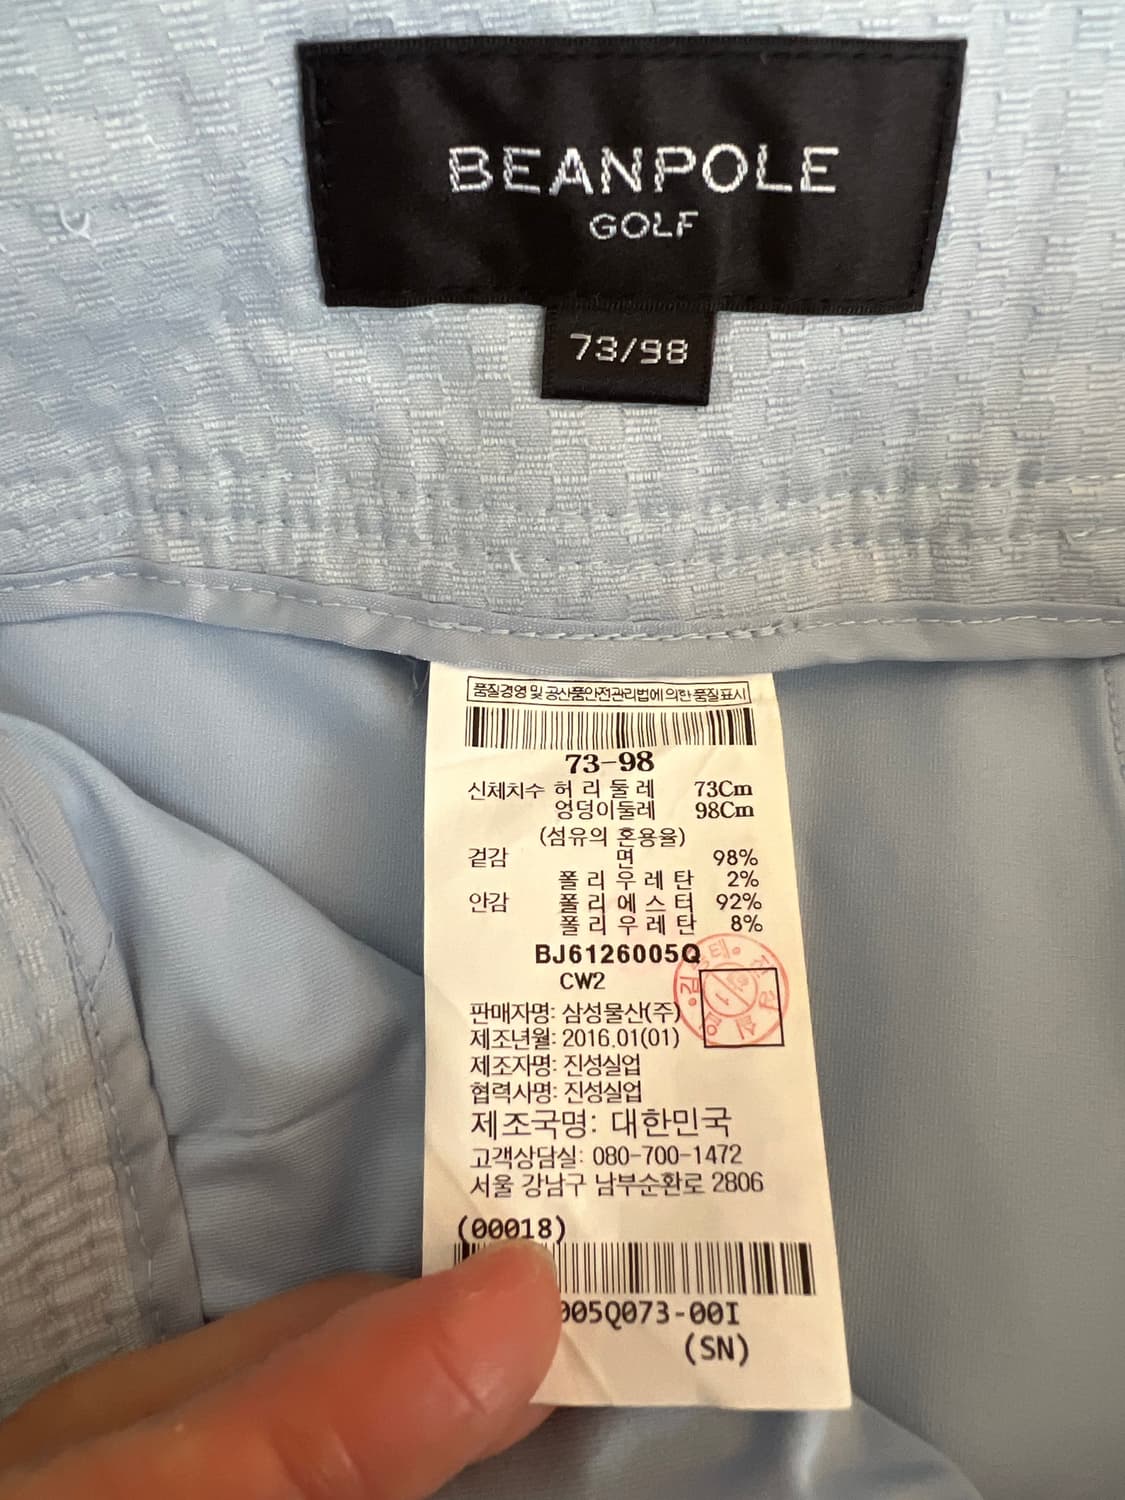 BEANPOLE
GOLF
73/98
품질경영 및 공산품안전관리법에 의한 품질표시
73-98
신체치수 허리둘레 73Cm
엉덩이둘레 98Cm
(섬유의 혼용율)
겉감 면 98%
폴리우레탄 2%
안감 폴리에스터 92%
폴리우레탄 8%
BJ6126005Q
CW2
판매자명: 삼성물산(주)
제조년월: 2016.01(01)
제조자명: 진성실업
협력사명: 진성실업
제조국명: 대한민국
고객상담실: 080-700-1472
서울 강남구 남부순환로 2806
(00018)
005Q073-00I
(SN)